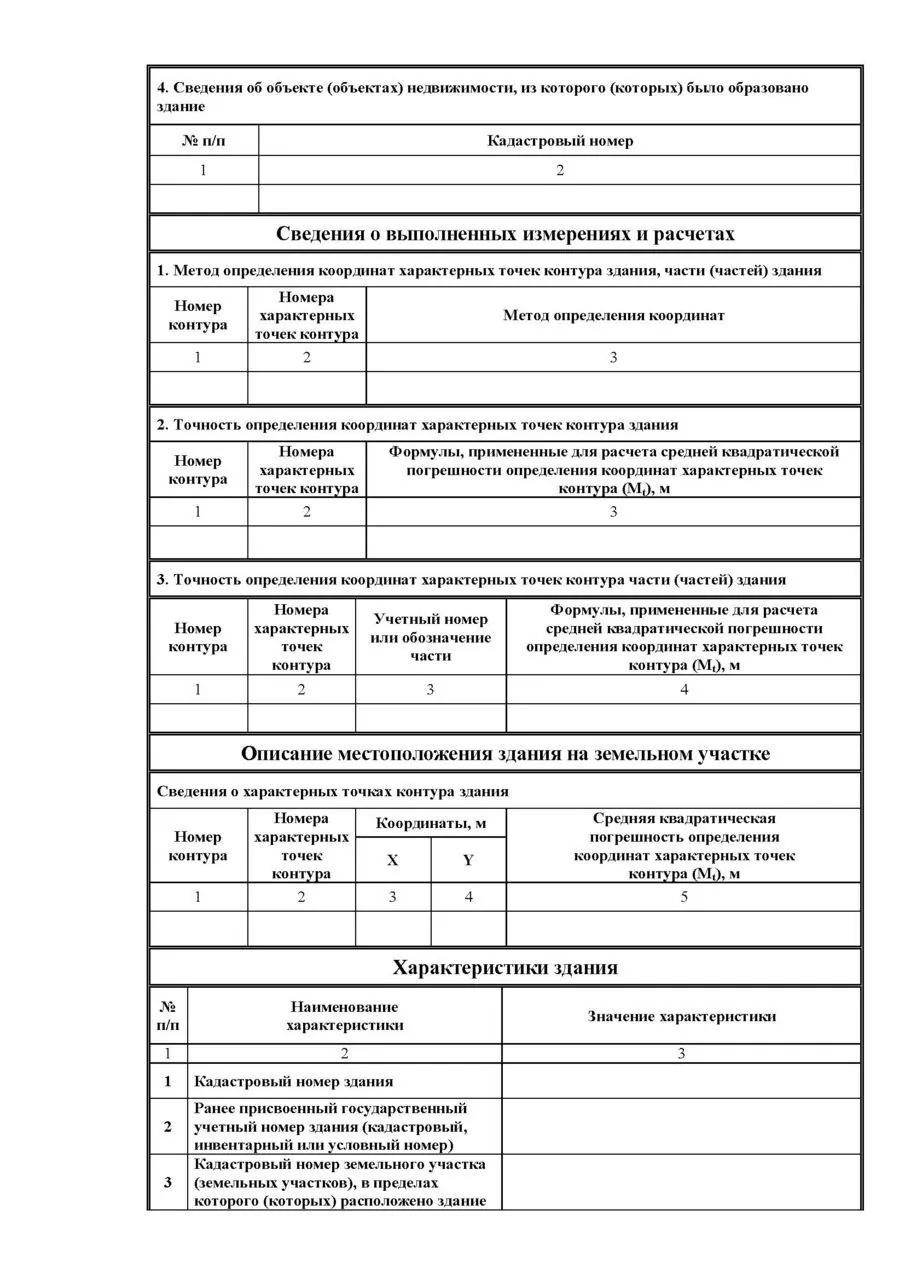 4. Сведения об объекте (объектах) недвижимости, из которого (которых) было образовано
здание
№ п/п
Кадастровый номер
1
2
Сведения о выполненных измерениях и расчетах
1. Метод определения координат характерных точек контура здания, части (частей) здания
Номер
контура
Номера
характерных
точек контура
Метод определения координат
1
2
3
2. Точность определения координат характерных точек контура здания
Номер
контура
Номера
характерных
точек контура
Формулы, примененные для расчета средней квадратической
погрешности определения координат характерных точек
контура (Mt), м
1
2
3
3. Точность определения координат характерных точек контура части (частей) здания
Номер
контура
Номера
характерных
точек
контура
Учетный номер
или обозначение
части
Формулы, примененные для расчета
средней квадратической погрешности
определения координат характерных точек
контура (Mt), м
1
2
3
4
Описание местоположения здания на земельном участке
Сведения о характерных точках контура здания
Номер
контура
Номера
характерных
точек
контура
Координаты, м
X
Y
Средняя квадратическая
погрешность определения
координат характерных точек
контура (Mt), м
1
2
3
4
5
Характеристики здания
№
п/п
Наименование
характеристики
Значение характеристики
1
2
3
1
Кадастровый номер здания
2
Ранее присвоенный государственный
учетный номер здания (кадастровый,
инвентарный или условный номер)
3
Кадастровый номер земельного участка
(земельных участков), в пределах
которого (которых) расположено здание